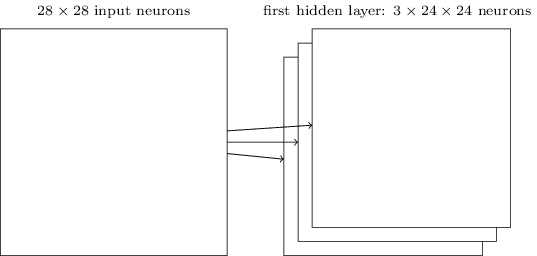 28 × 28 input neurons
first hidden layer: 3 × 24 × 24 neurons